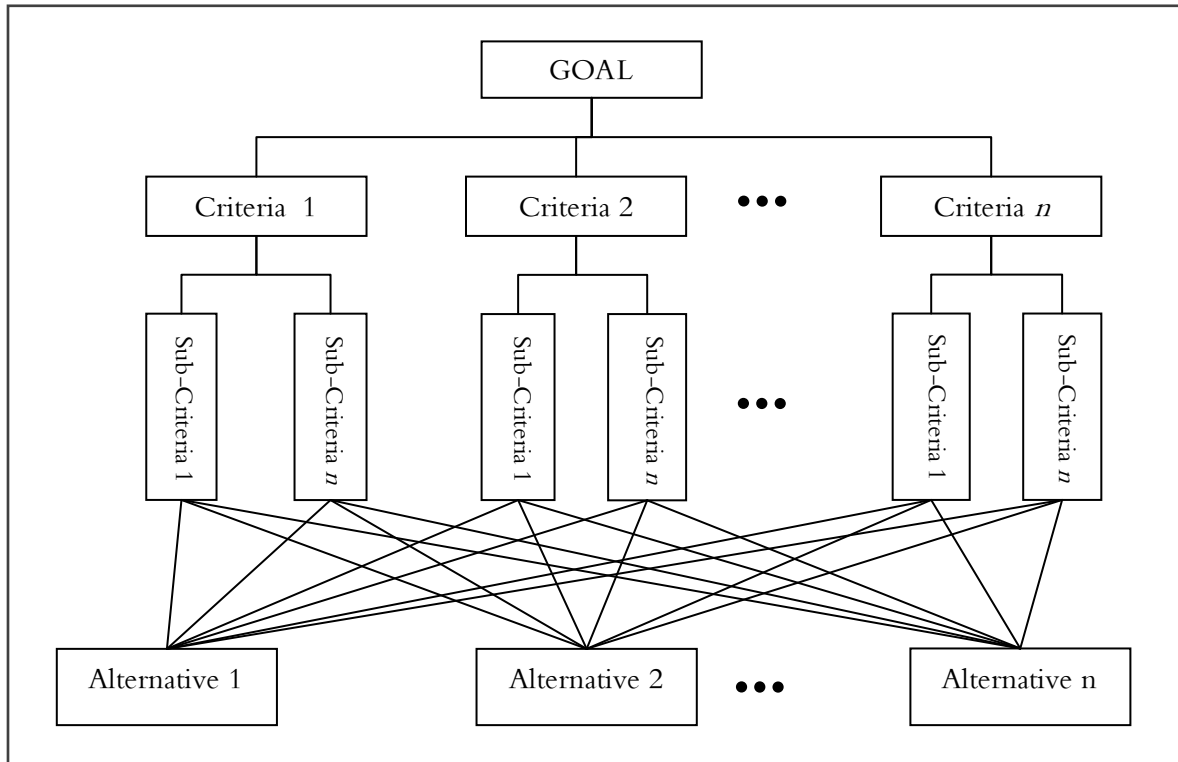 GOAL
Criteria 1
Criteria 2
•••
Criteria n
Sub-Criteria 1
Sub-Criteria n
Sub-Criteria 1
Sub-Criteria n
•••
Sub-Criteria 1
Sub-Criteria n
Alternative 1
Alternative 2
•••
Alternative n